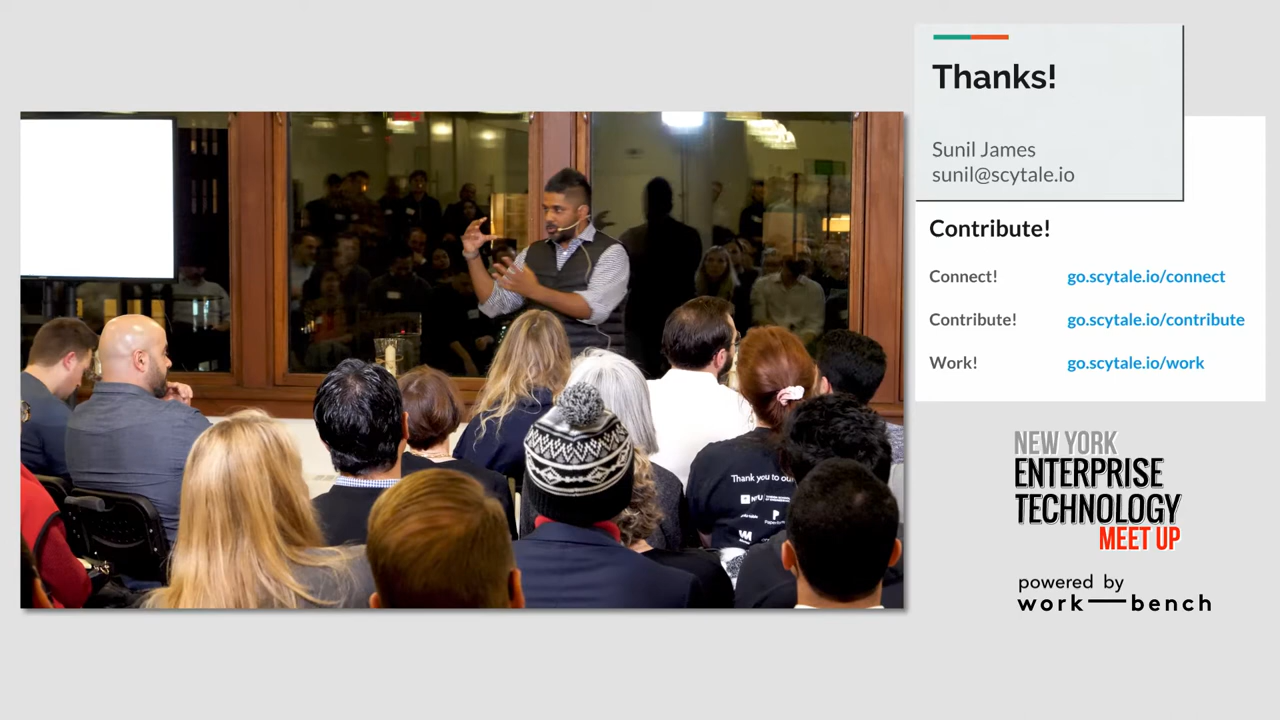 Thanks!
Sunil James
sunil@scytale.io
Contribute!
Connect! go.scytale.io/connect
Contribute! go.scytale.io/contribute
Work! go.scytale.io/work
NEW YORK
ENTERPRISE
TECHNOLOGY
MEET UP
powered by
work—bench
Thank you to our
NYU